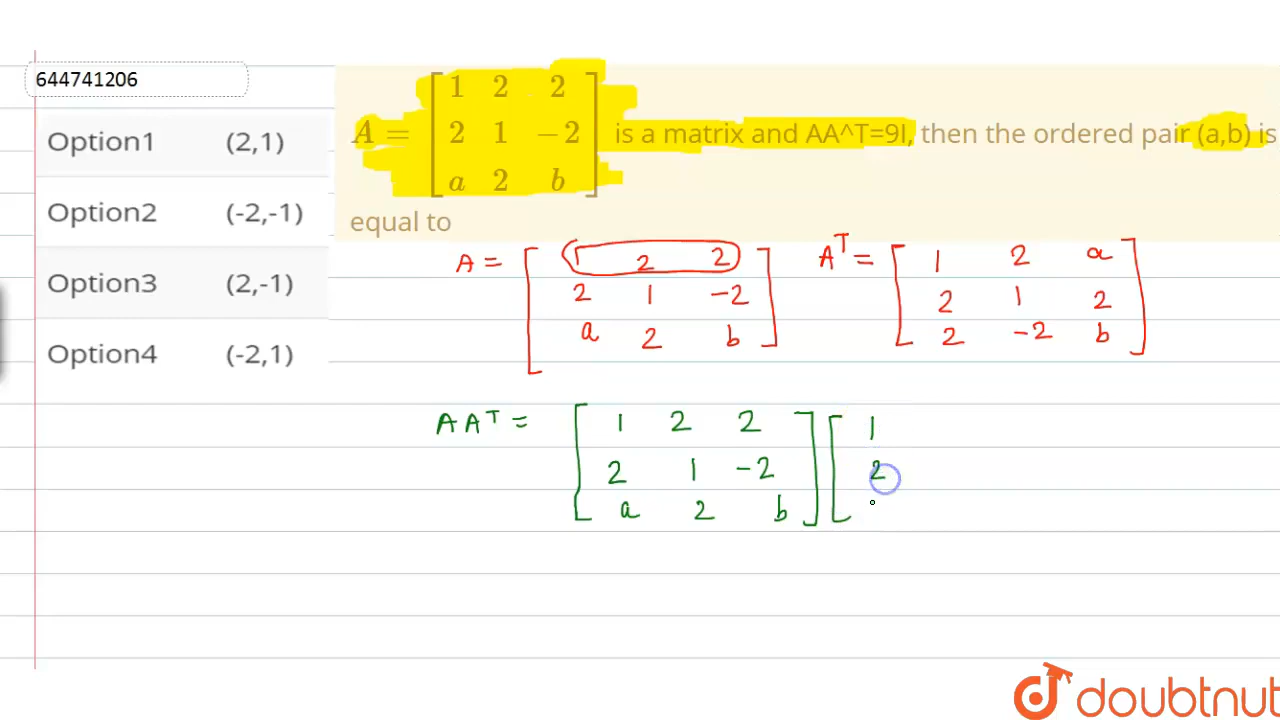 644741206
Option1 (2,1)
Option2 (-2,-1)
Option3 (2,-1)
Option4 (-2,1)
A = [ 1 2 2
2 1 −2
a 2 b ] is a matrix and AA^T=9I, then the ordered pair (a,b) is
equal to
A = [ 1 2 2
2 1 -2
a 2 b ]
Aᵀ = [ 1 2 a
2 1 2
2 -2 b ]
A Aᵀ = [ 1 2 2 ] [ 1
2 1 -2 2
a 2 b
doubtnut